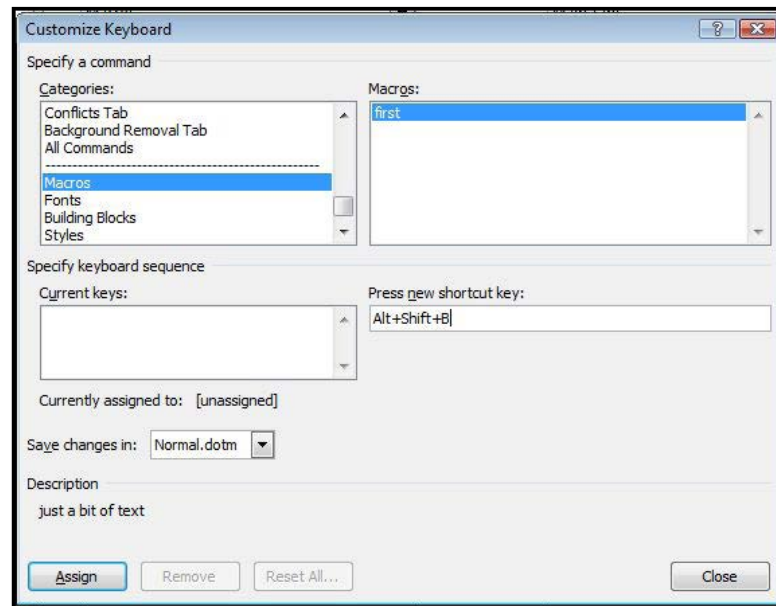 Customize Keyboard
Specify a command
Categories:
Macros:
Conflicts Tab
Background Removal Tab
All Commands
Macros
Fonts
Building Blocks
Styles
first
Specify keyboard sequence
Current keys:
Press new shortcut key:
Alt+Shift+B
Currently assigned to: [unassigned]
Save changes in: Normal.dotm
Description
just a bit of text
Assign Remove Reset All... Close